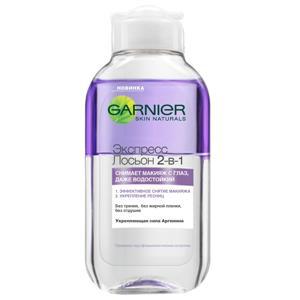 НОВИНКА
GARNIER
SKIN NATURALS
Экспресс
Лосьон 2-в-1
СНИМАЕТ МАКИЯЖ С ГЛАЗ,
ДАЖЕ ВОДОСТОЙКИЙ
1. ЭФФЕКТИВНОЕ СНЯТИЕ МАКИЯЖА
2. УКРЕПЛЕНИЕ РЕСНИЦ
Без трения, без жирной пленки,
без отдушек
Укрепляющая сила Аргинина